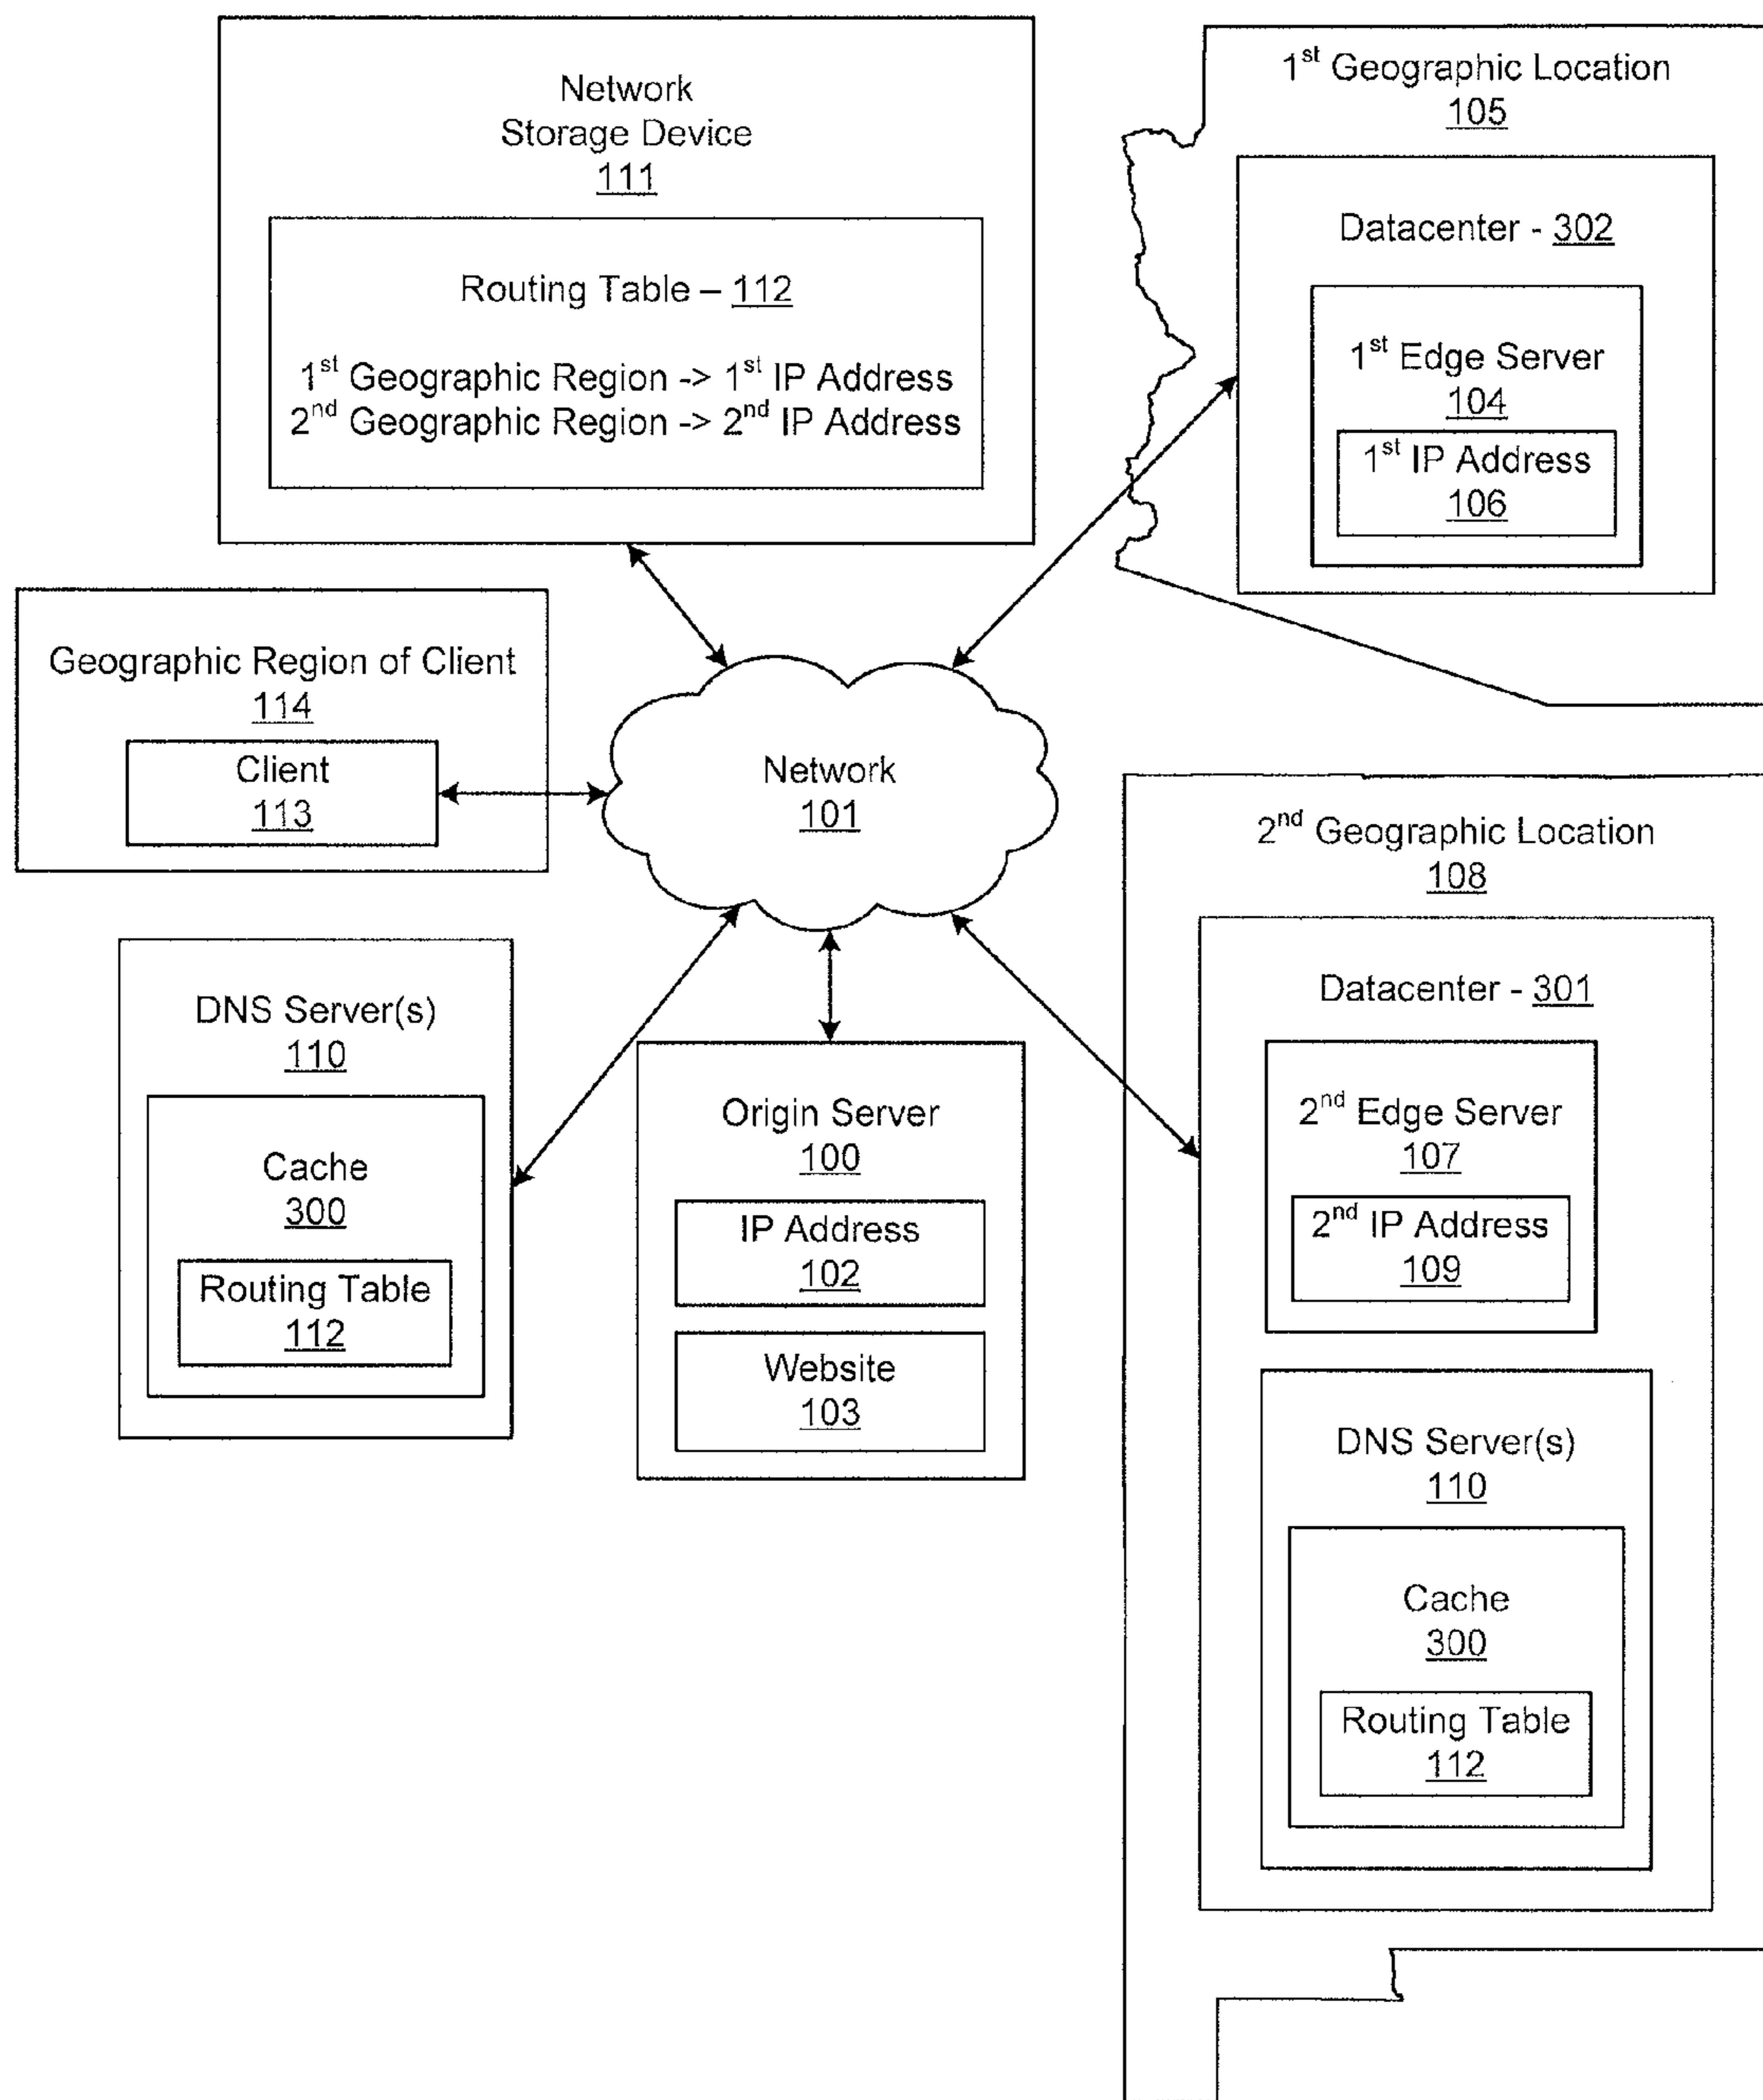 Network
Storage Device
111
Routing Table – 112
1st Geographic Region -> 1st IP Address
2nd Geographic Region -> 2nd IP Address
1st Geographic Location
105
Datacenter - 302
1st Edge Server
104
1st IP Address
106
Geographic Region of Client
114
Client
113
Network
101
2nd Geographic Location
108
Datacenter - 301
2nd Edge Server
107
2nd IP Address
109
DNS Server(s)
110
Cache
300
Routing Table
112
DNS Server(s)
110
Cache
300
Routing Table
112
Origin Server
100
IP Address
102
Website
103